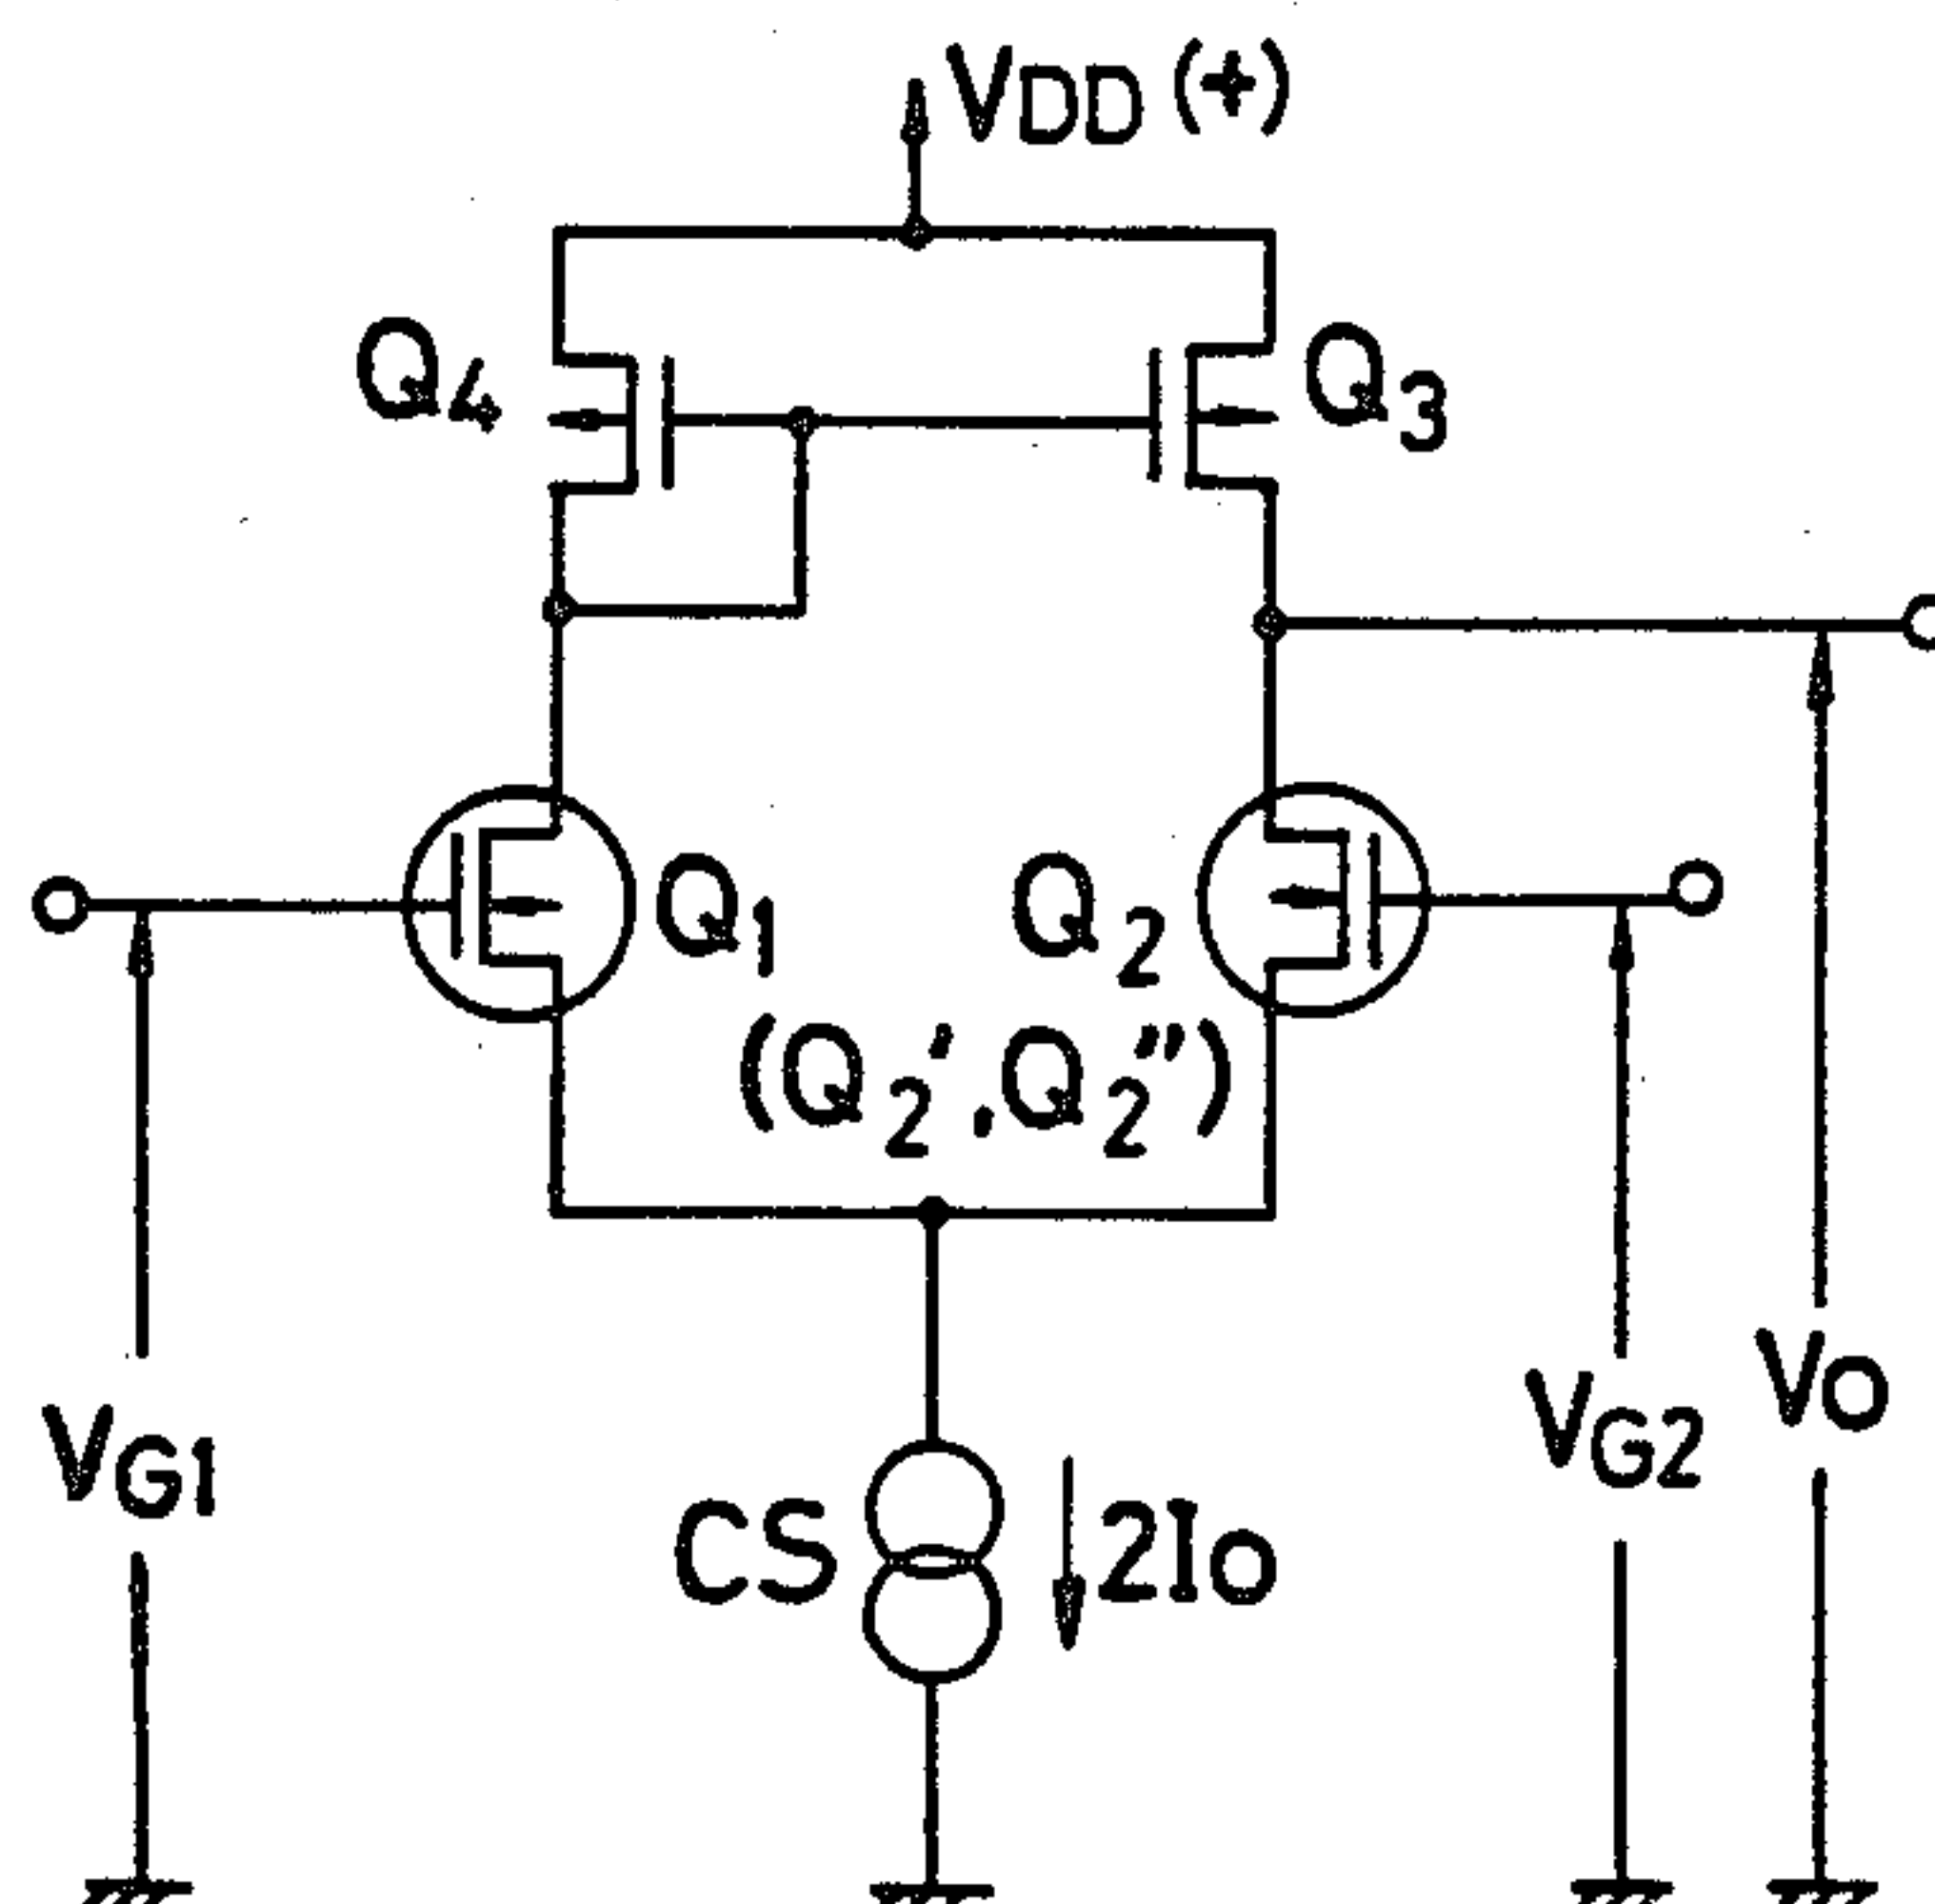 VDD (+)
Q4
Q3
Q1
Q2
(Q2', Q2'')
VG1
VG2
VO
CS
2IO